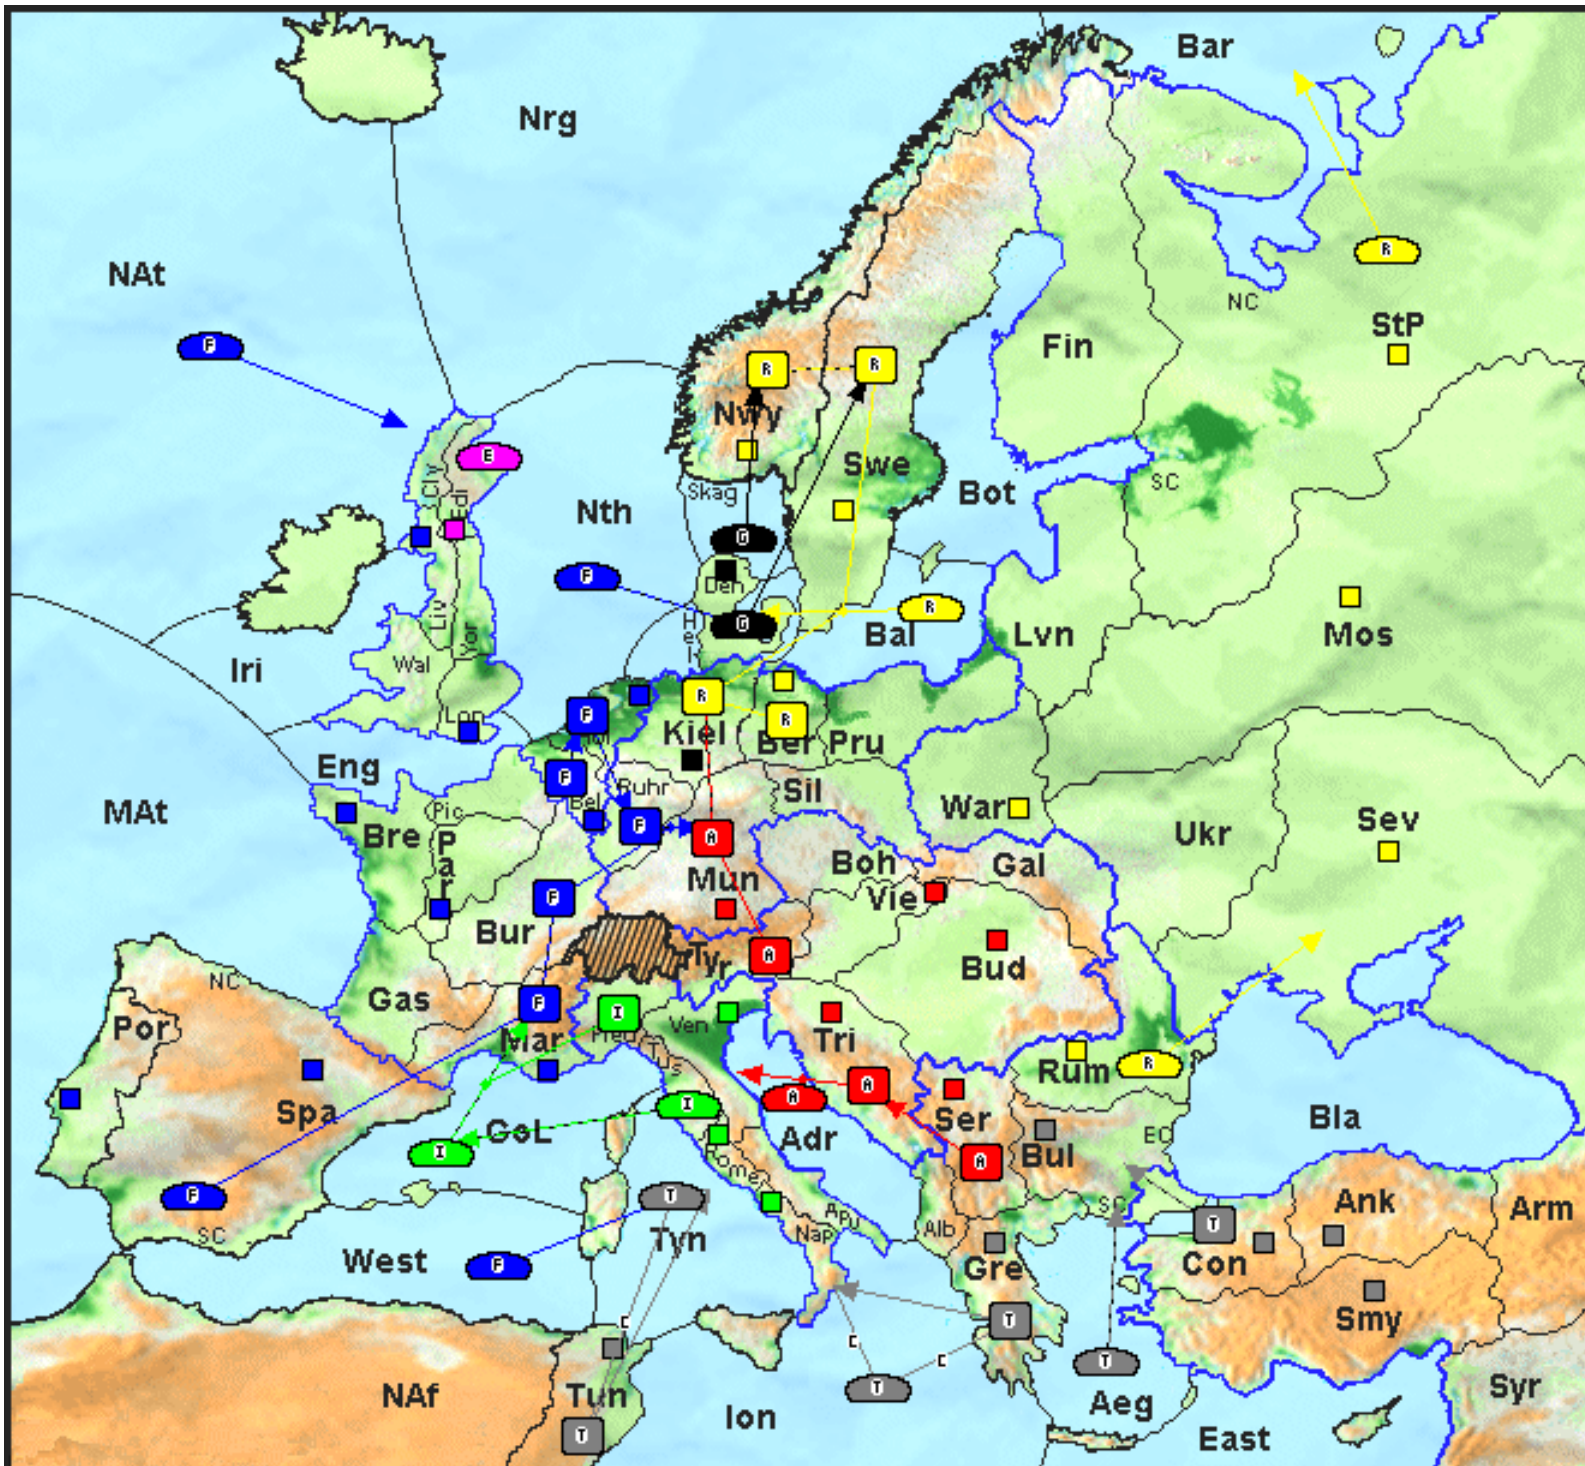 Bar
Nrg
NAt
R
NC
StP
F
Fin
R
R
Nwy
Cly
E
Edi
Swe
SC
Skag
Bot
Nth
G
F
Den
Mos
R
G
Hel
Bal
Lvn
Liv
Yor
Wal
Iri
R
F
Lon
R
Kiel
Ber
Pru
Hol
Eng
F
Ruhr
Sil
Bel
MAt
Pic
War
Sev
Bre
Par
F
A
Ukr
Boh
Gal
Mun
Vie
F
Bur
Tyr
A
Bud
NC
Gas
F
I
Por
Pied
Ven
Mar
Tus
Tri
Rum
R
A
A
Spa
I
Ser
Bla
GoL
Adr
EC
I
Rome
Bul
A
F
T
SC
Ank
Apu
Arm
SC
Nap
Alb
T
West
Tyn
Con
F
Gre
C
T
Smy
C
C
T
T
NAf
Tun
Syr
Ion
Aeg
T
East